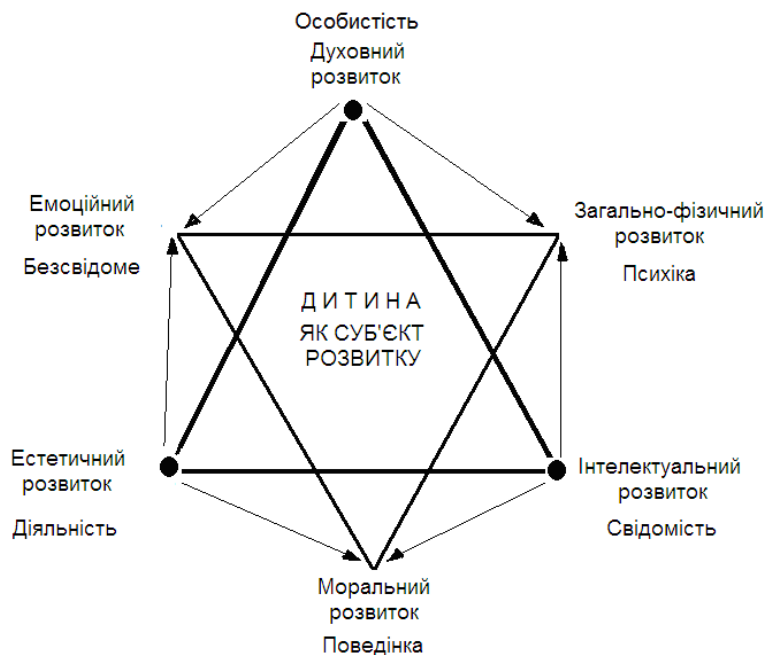 Особистість
Духовний
розвиток
Емоційний
розвиток
Безсвідоме
Загально-фізичний
розвиток
Психіка
Д И Т И Н А
ЯК СУБ'ЄКТ
РОЗВИТКУ
Естетичний
розвиток
Діяльність
Інтелектуальний
розвиток
Свідомість
Моральний
розвиток
Поведінка